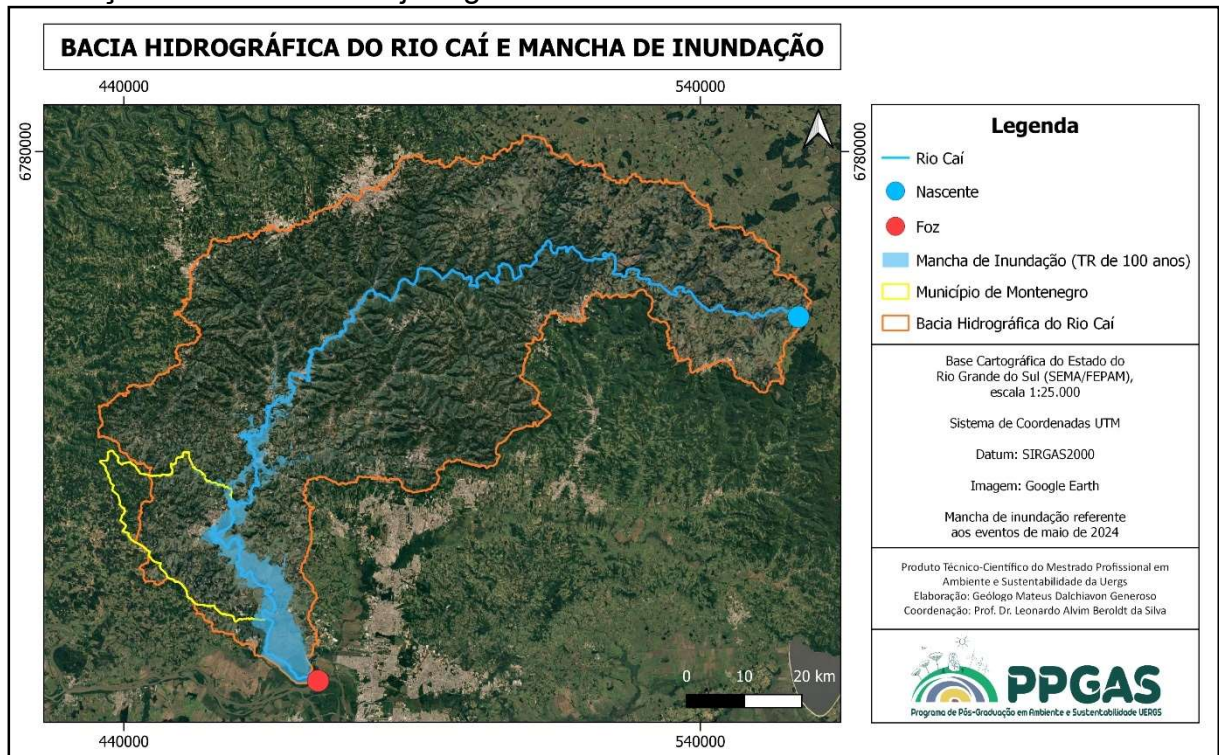 BACIA HIDROGRÁFICA DO RIO CAÍ E MANCHA DE INUNDAÇÃO
440000
540000
6780000
6780000
Legenda
Rio Caí
Nascente
Foz
Mancha de Inundação (TR de 100 anos)
Município de Montenegro
Bacia Hidrográfica do Rio Caí
Base Cartográfica do Estado do
Rio Grande do Sul (SEMA/FEPAM),
escala 1:25.000
Sistema de Coordenadas UTM
Datum: SIRGAS2000
Imagem: Google Earth
Mancha de inundação referente
aos eventos de maio de 2024
Produto Técnico-Científico do Mestrado Profissional em
Ambiente e Sustentabilidade da Uergs
Elaboração: Geólogo Mateus Dalchiavon Generoso
Coordenação: Prof. Dr. Leonardo Alvim Beroldt da Silva
0 10 20 km
PPGAS
Programa de Pós-Graduação em Ambiente e Sustentabilidade UERGS
440000
540000